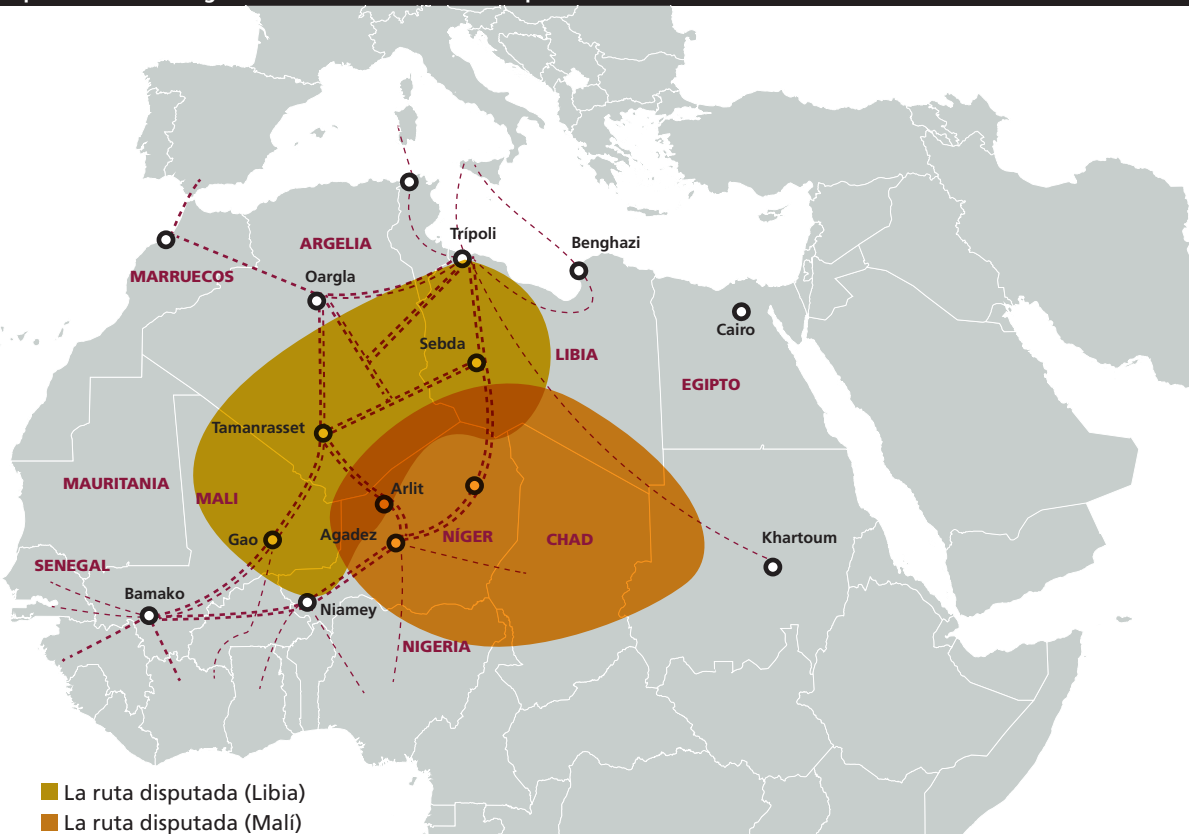 Trípoli
Benghazi
ARGELIA
Oargla
MARRUECOS
Cairo
Sebda
LIBIA
EGIPTO
Tamanrasset
MAURITANIA
MALI
Arlit
Gao
Agadez
NÍGER
CHAD
Khartoum
SENEGAL
Bamako
Niamey
NIGERIA
La ruta disputada (Libia)
La ruta disputada (Malí)